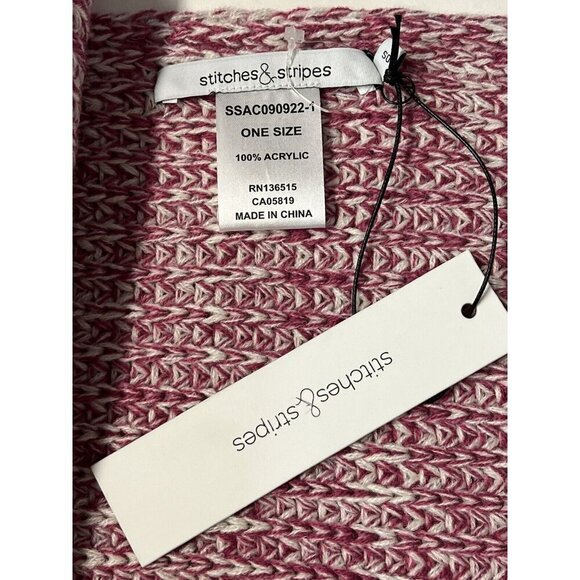 stitches&stripes
SSAC090922-1
ONE SIZE
100% ACRYLIC
RN136515
CA05819
MADE IN CHINA
stitches&stripes